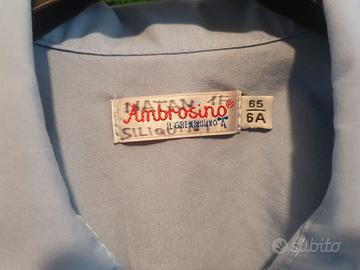 Ambrosino®
IL GREMBIULINO
65
6A
subito